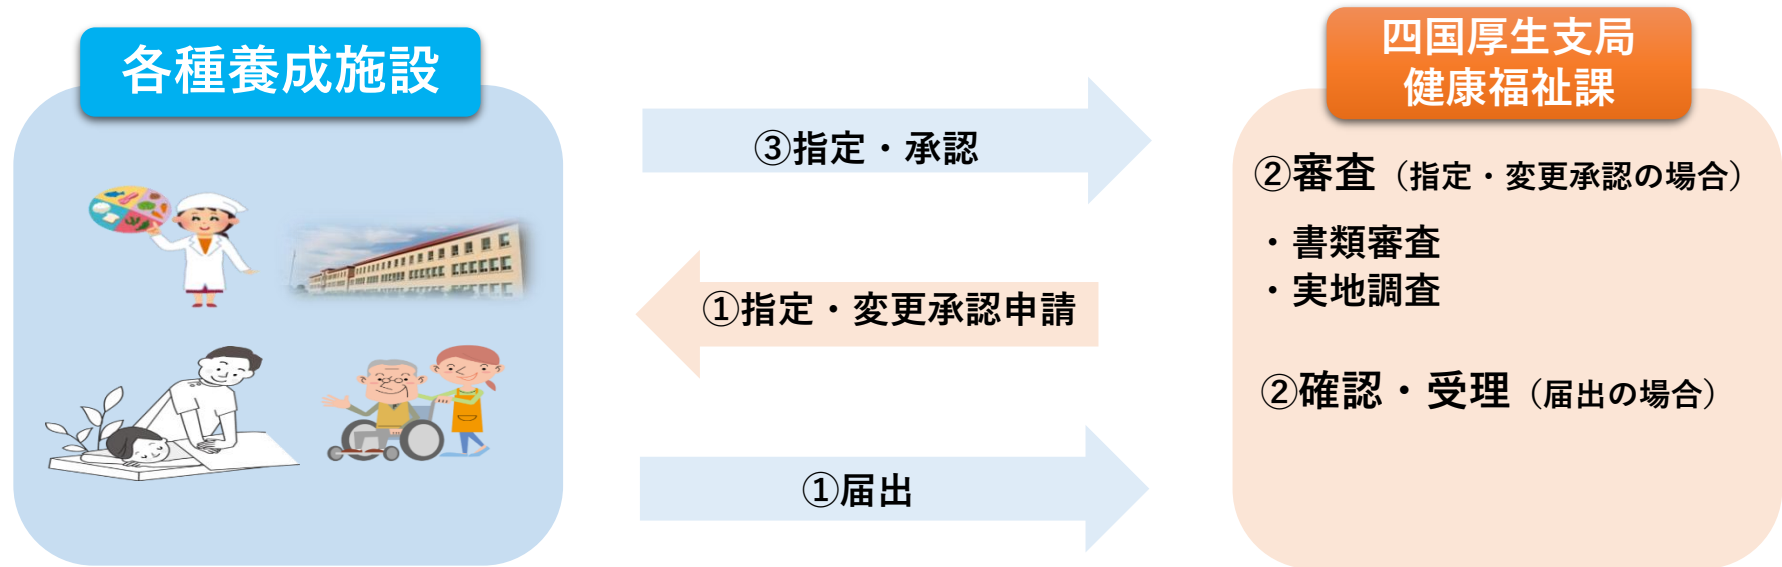 各種養成施設
四国厚生支局
健康福祉課
③指定・承認
①指定・変更承認申請
①届出
②審査（指定・変更承認の場合）
・書類審査
・実地調査
②確認・受理（届出の場合）